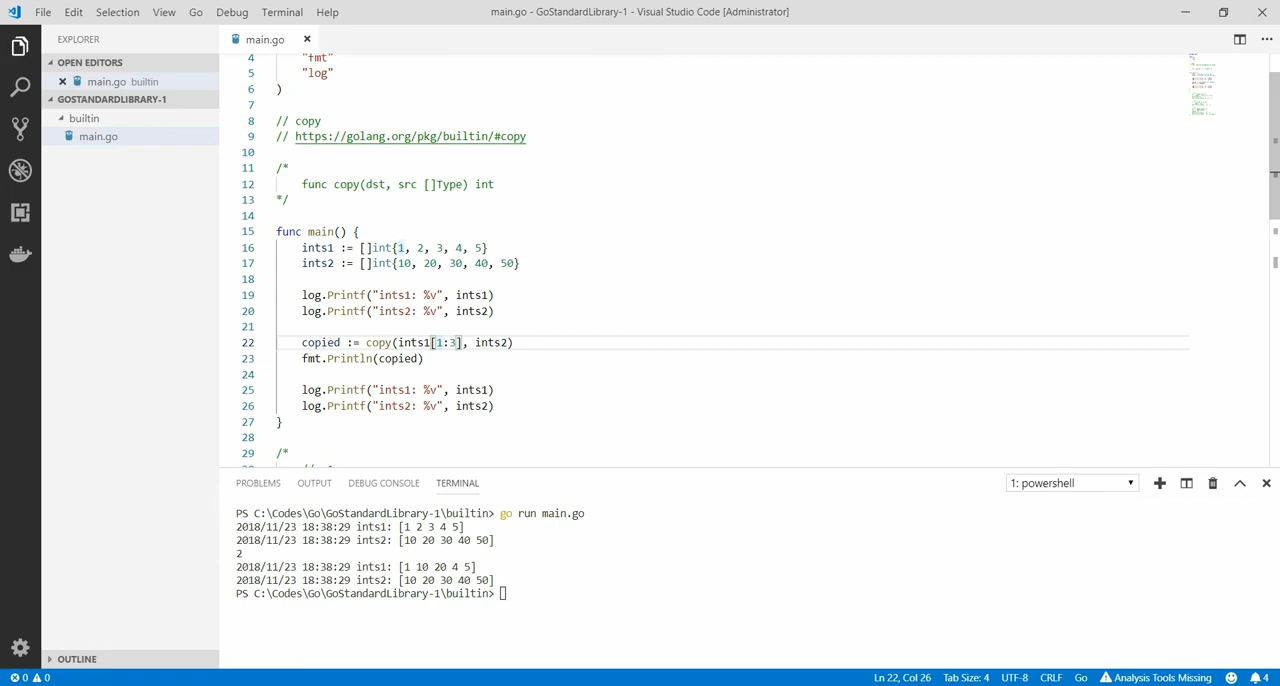 File Edit Selection View Go Debug Terminal Help main.go - GoStandardLibrary-1 - Visual Studio Code [Administrator]
EXPLORER
OPEN EDITORS
main.go builtin
GOSTANDARDLIBRARY-1
builtin
main.go
OUTLINE
main.go
4 "fmt"
5 "log"
6 )
7
8 // copy
9 // https://golang.org/pkg/builtin/#copy
10
11 /*
12 func copy(dst, src []Type) int
13 */
14
15 func main() {
16 ints1 := []int{1, 2, 3, 4, 5}
17 ints2 := []int{10, 20, 30, 40, 50}
18
19 log.Printf("ints1: %v", ints1)
20 log.Printf("ints2: %v", ints2)
21
22 copied := copy(ints1[1:3], ints2)
23 fmt.Println(copied)
24
25 log.Printf("ints1: %v", ints1)
26 log.Printf("ints2: %v", ints2)
27 }
28
29 /*
PROBLEMS OUTPUT DEBUG CONSOLE TERMINAL 1: powershell
PS C:\Codes\Go\GoStandardLibrary-1\builtin> go run main.go
2018/11/23 18:38:29 ints1: [1 2 3 4 5]
2018/11/23 18:38:29 ints2: [10 20 30 40 50]
2
2018/11/23 18:38:29 ints1: [1 10 20 4 5]
2018/11/23 18:38:29 ints2: [10 20 30 40 50]
PS C:\Codes\Go\GoStandardLibrary-1\builtin>
0 0 Ln 22, Col 26 Tab Size: 4 UTF-8 CRLF Go Analysis Tools Missing 4